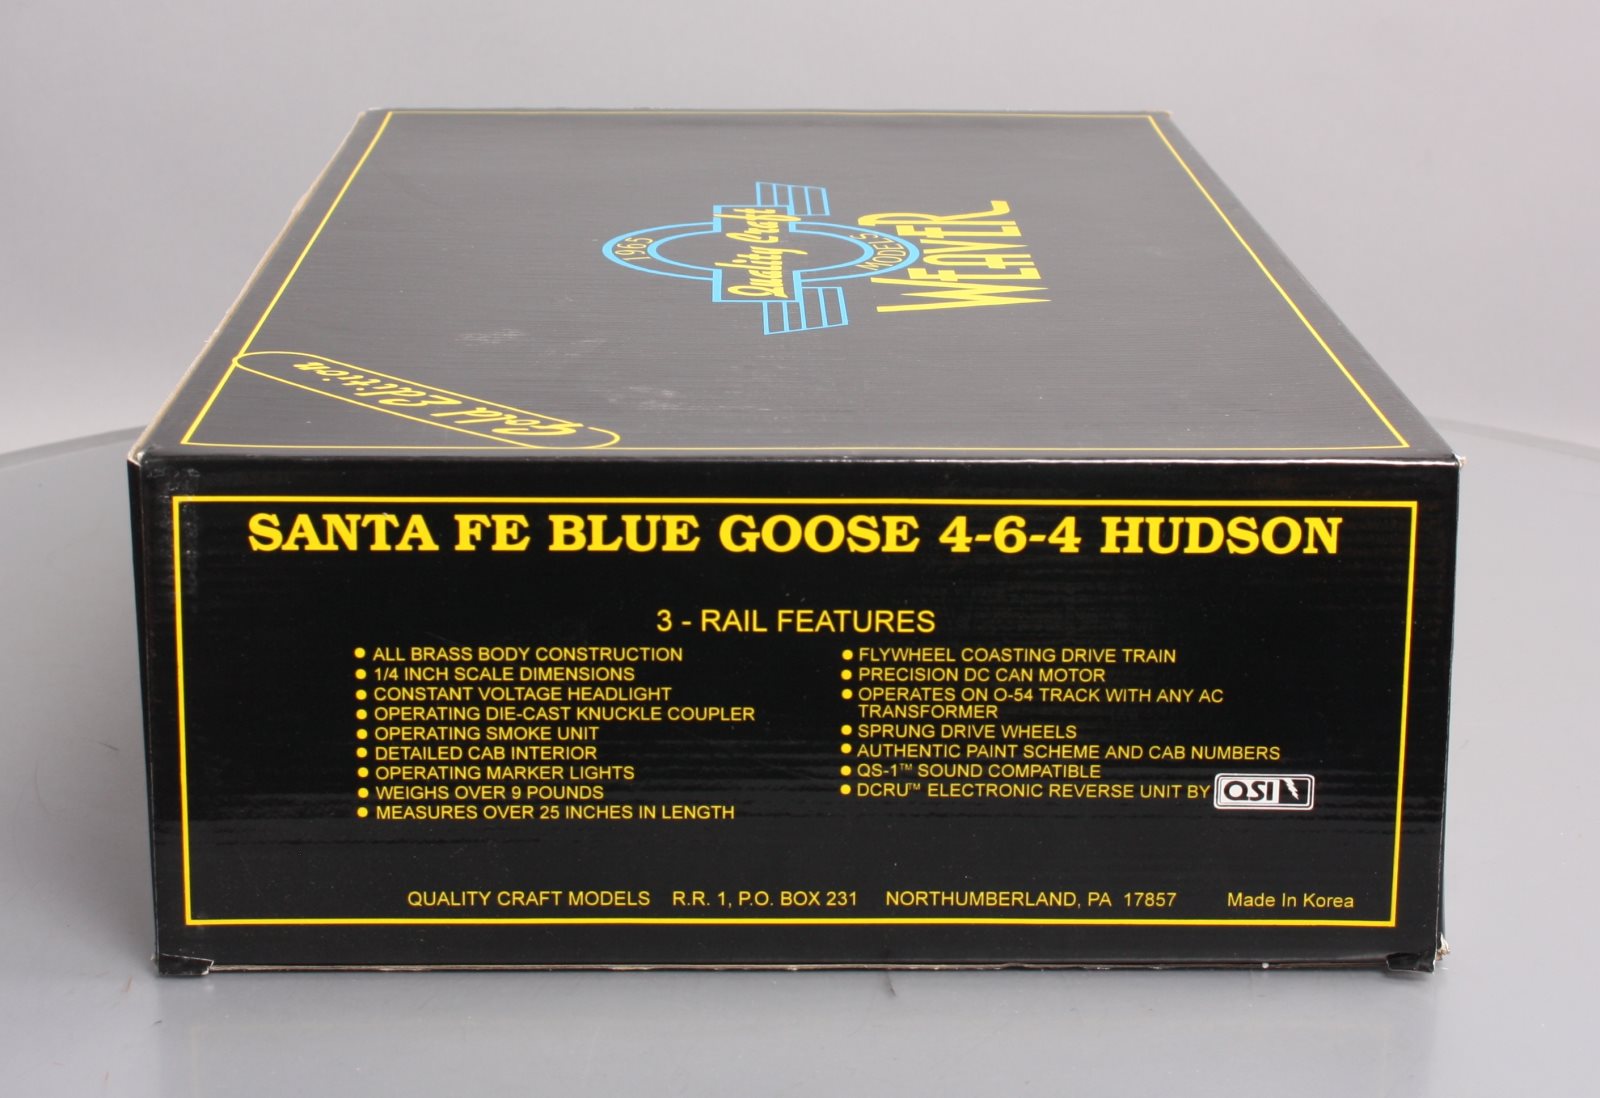 1965
Quality Craft
MODELS
WEAVER
Gold Edition
SANTA FE BLUE GOOSE 4-6-4 HUDSON
3 - RAIL FEATURES
● ALL BRASS BODY CONSTRUCTION
● 1/4 INCH SCALE DIMENSIONS
● CONSTANT VOLTAGE HEADLIGHT
● OPERATING DIE-CAST KNUCKLE COUPLER
● OPERATING SMOKE UNIT
● DETAILED CAB INTERIOR
● OPERATING MARKER LIGHTS
● WEIGHS OVER 9 POUNDS
● MEASURES OVER 25 INCHES IN LENGTH
● FLYWHEEL COASTING DRIVE TRAIN
● PRECISION DC CAN MOTOR
● OPERATES ON O-54 TRACK WITH ANY AC
TRANSFORMER
● SPRUNG DRIVE WHEELS
● AUTHENTIC PAINT SCHEME AND CAB NUMBERS
● QS-1™ SOUND COMPATIBLE
● DCRU™ ELECTRONIC REVERSE UNIT BY QSI
QUALITY CRAFT MODELS R.R. 1, P.O. BOX 231 NORTHUMBERLAND, PA 17857 Made In Korea